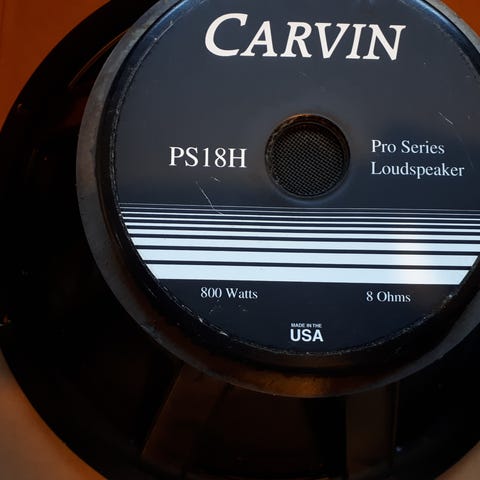 CARVIN
PS18H
Pro Series
Loudspeaker
800 Watts
8 Ohms
MADE IN THE
USA